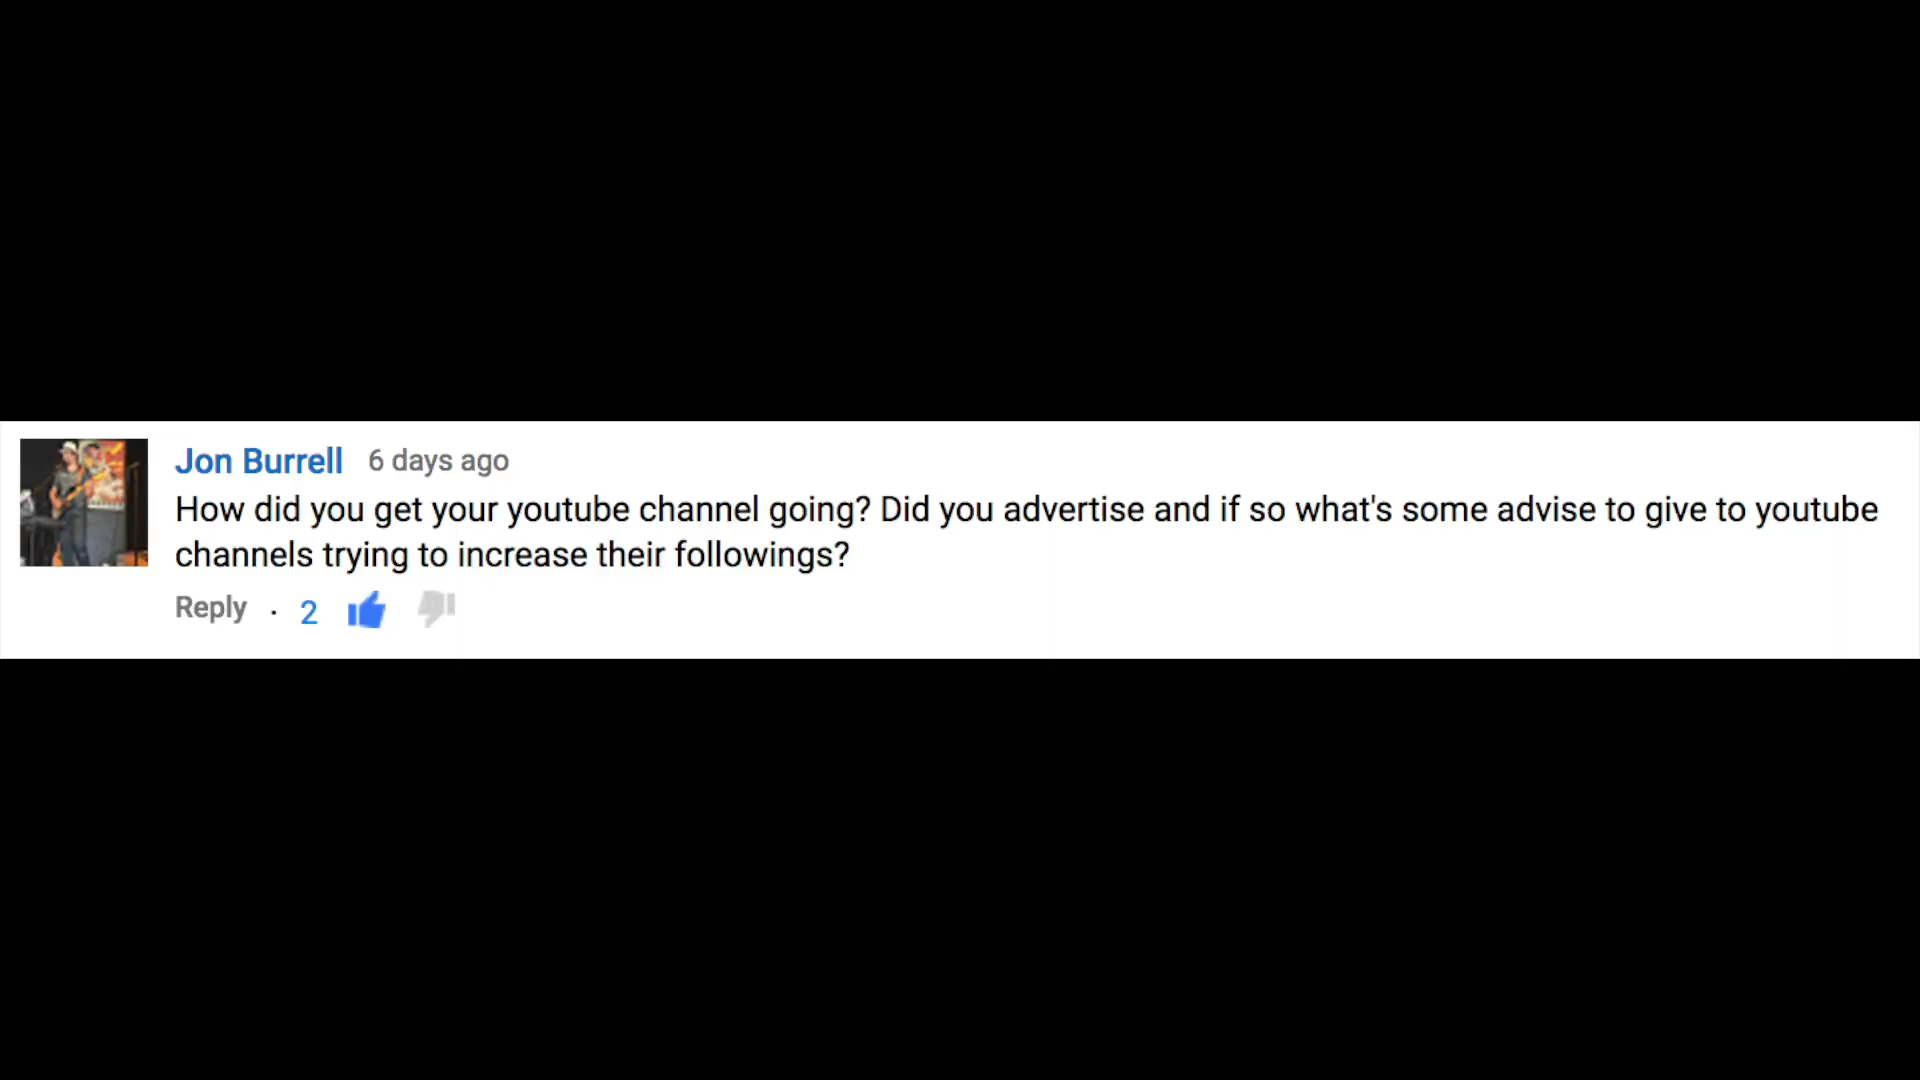 Jon Burrell 6 days ago
How did you get your youtube channel going? Did you advertise and if so what's some advise to give to youtube
channels trying to increase their followings?
Reply · 2